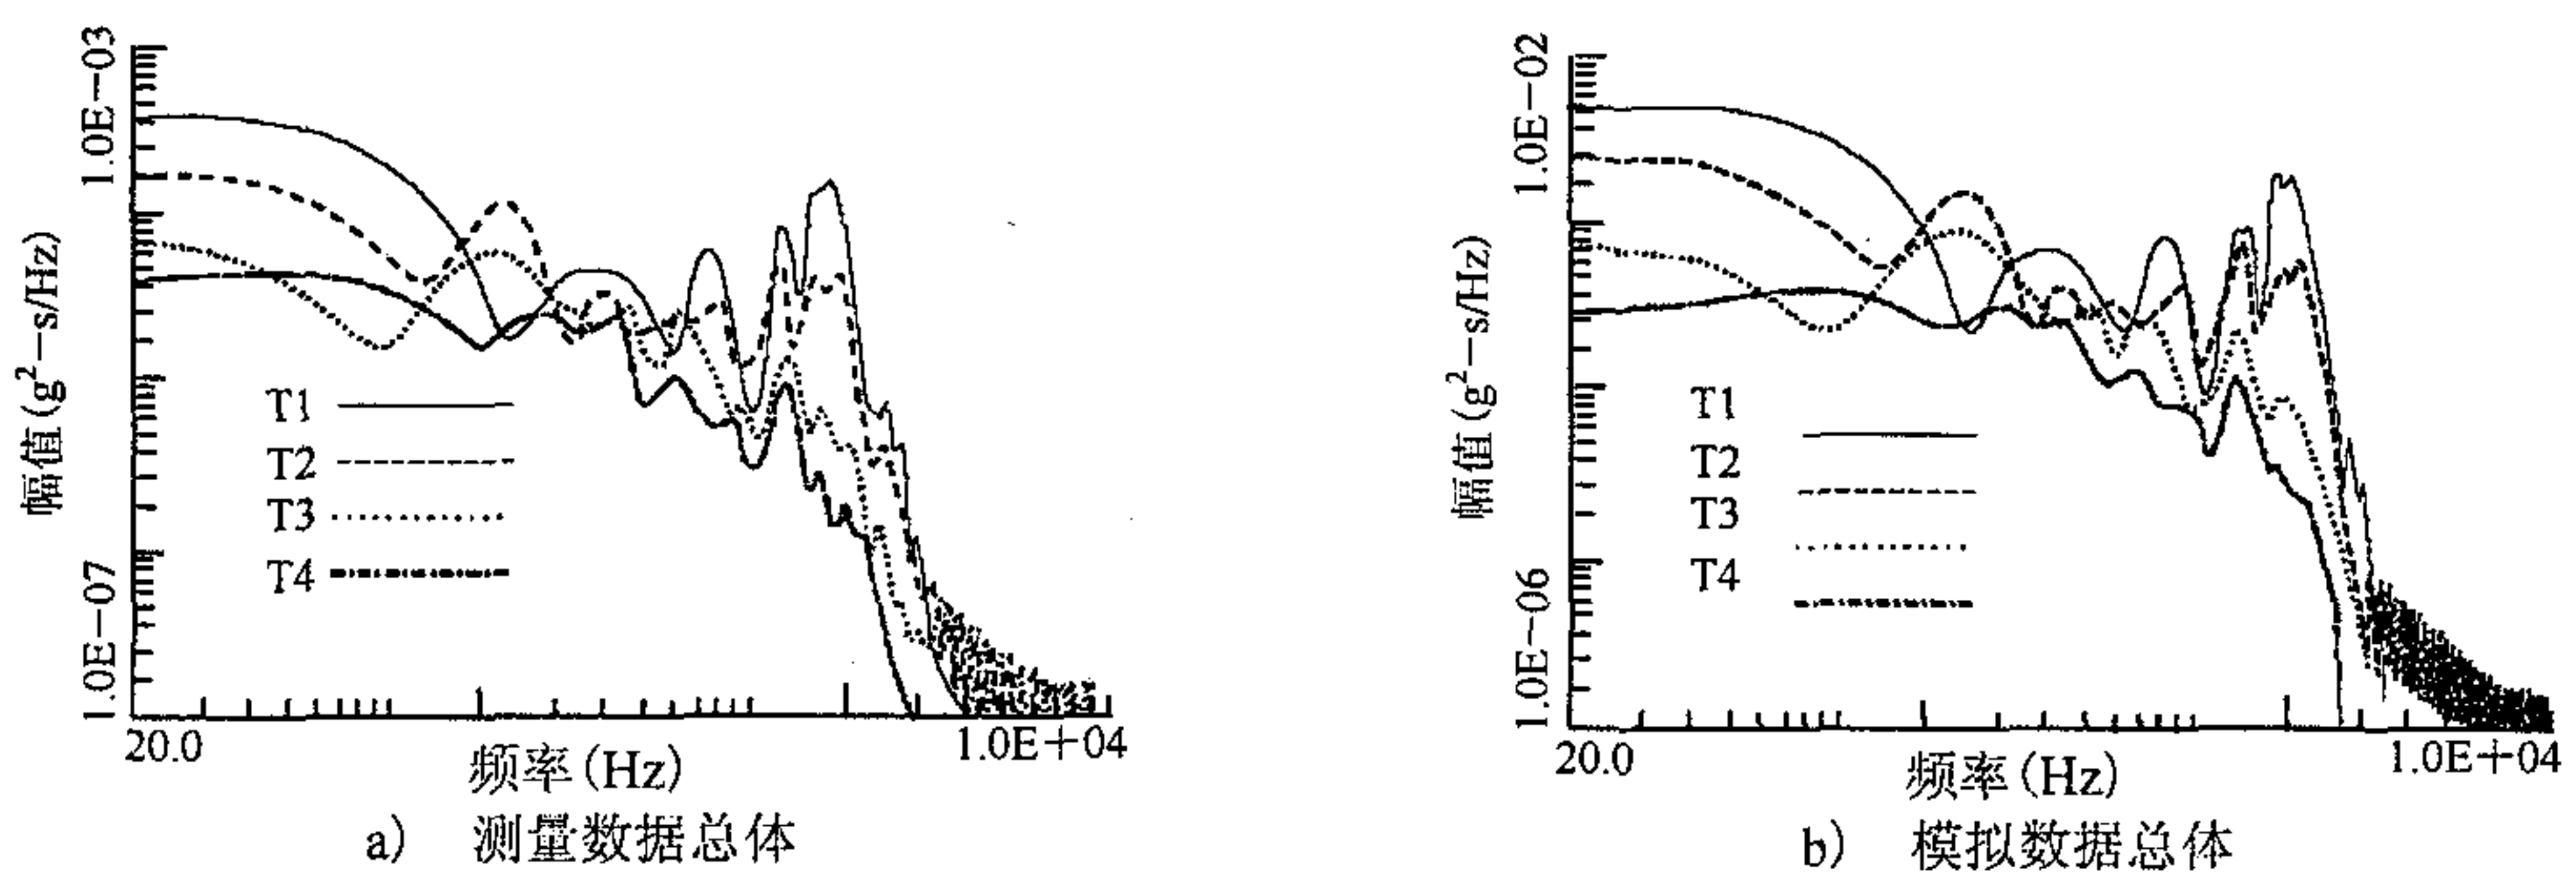 1.0E-03
幅值(g²-s/Hz)
1.0E-07
T1
T2
T3
T4
20.0
1.0E+04
频率(Hz)
a) 测量数据总体
1.0E-02
幅值(g²-s/Hz)
1.0E-06
T1
T2
T3
T4
20.0
1.0E+04
频率(Hz)
b) 模拟数据总体